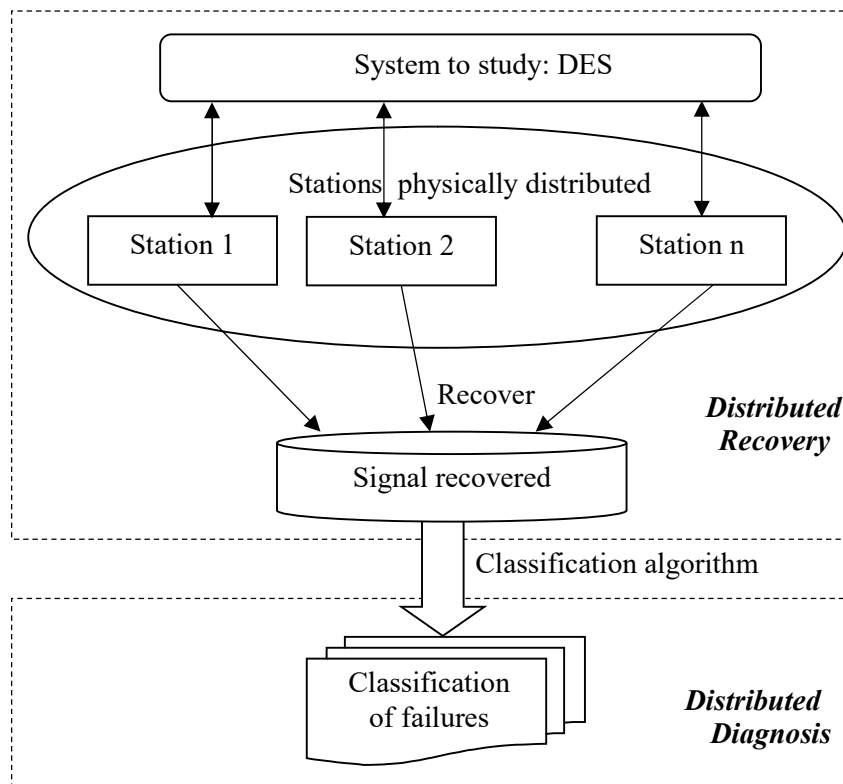 System to study: DES
Stations physically distributed
Station 1
Station 2
Station n
Recover
Distributed
Recovery
Signal recovered
Classification algorithm
Classification
of failures
Distributed
Diagnosis